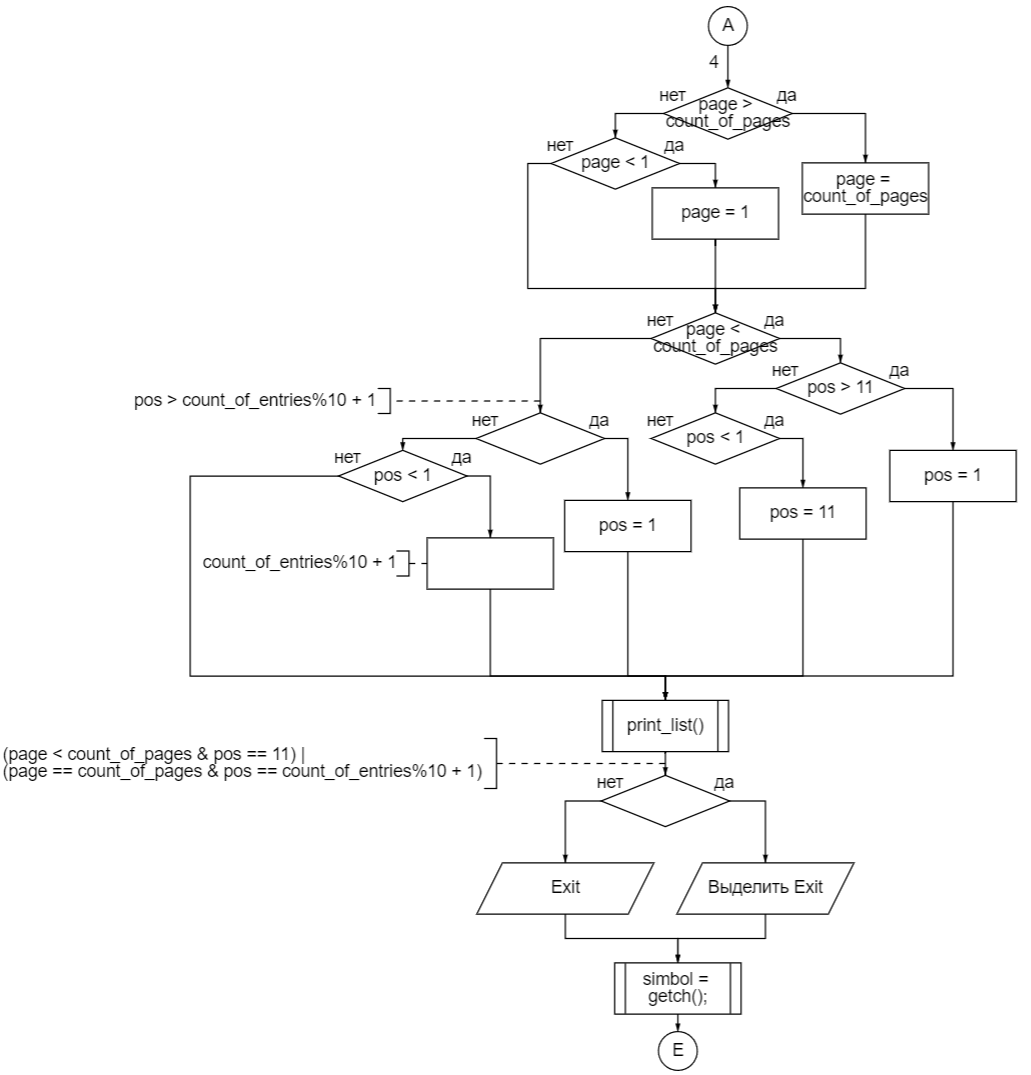 A
4
нет
да
page >
count_of_pages
нет
да
page < 1
page =
count_of_pages
page = 1
нет
да
page <
count_of_pages
нет
да
pos > 11
pos > count_of_entries%10 + 1
нет
да
нет
да
pos < 1
нет
да
pos < 1
pos = 1
pos = 11
pos = 1
count_of_entries%10 + 1
print_list()
(page < count_of_pages & pos == 11) |
(page == count_of_pages & pos == count_of_entries%10 + 1)
нет
да
Exit
Выделить Exit
simbol =
getch();
E